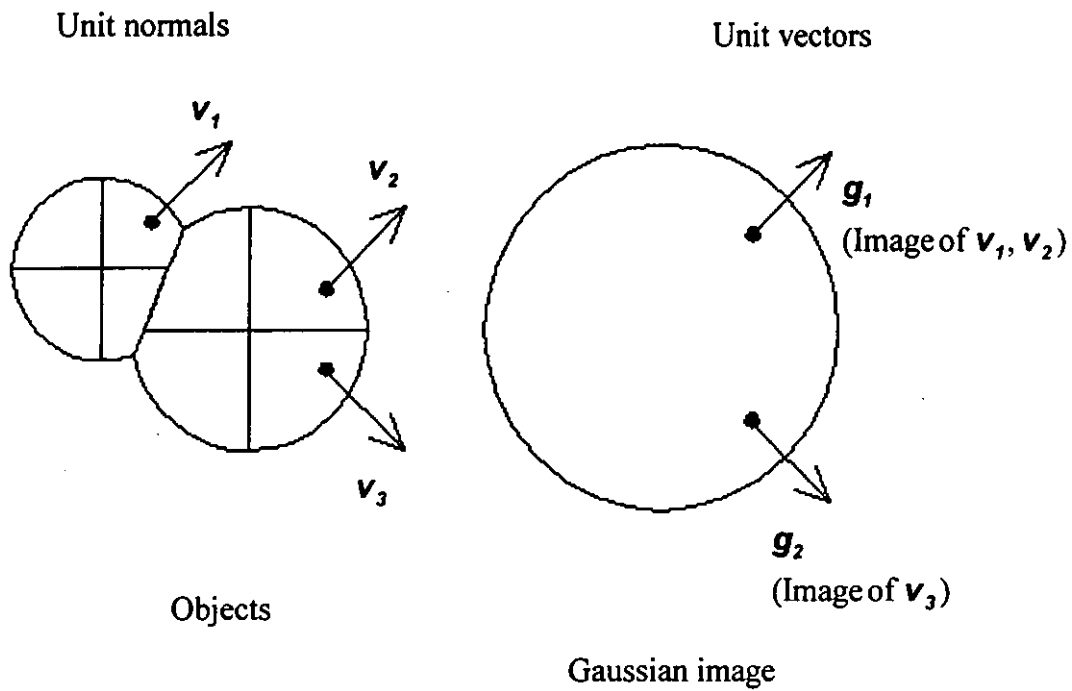 Unit normals
Unit vectors
v1
v2
v3
g1
(Image of v1, v2)
g2
(Image of v3)
Objects
Gaussian image